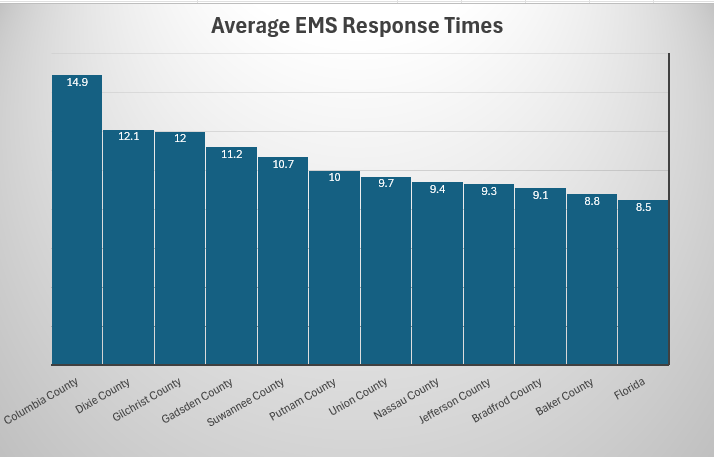 Average EMS Response Times
14.9
12.1
12
11.2
10.7
10
9.7
9.4
9.3
9.1
8.8
8.5
Columbia County
Dixie County
Gilchrist County
Gadsden County
Suwannee County
Putnam County
Union County
Nassau County
Jefferson County
Bradfrod County
Baker County
Florida